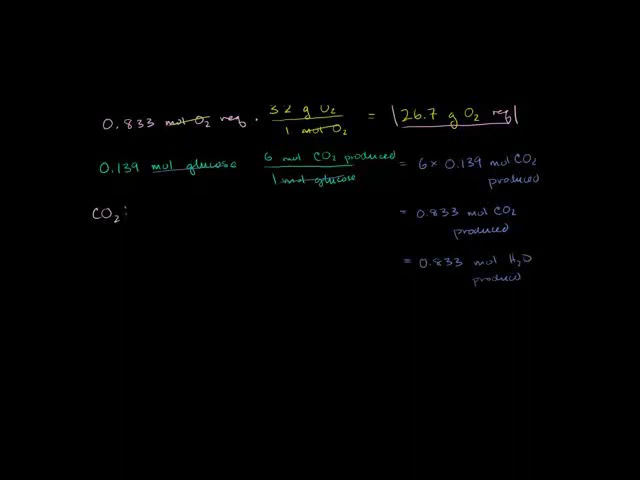 0.833 mol O₂ req · 32 g O₂ / 1 mol O₂ = 26.7 g O₂ req
0.139 mol glucose 6 mol CO₂ produced / 1 mol glucose = 6 × 0.139 mol CO₂ produced
CO₂: = 0.833 mol CO₂ produced
= 0.833 mol H₂O produced